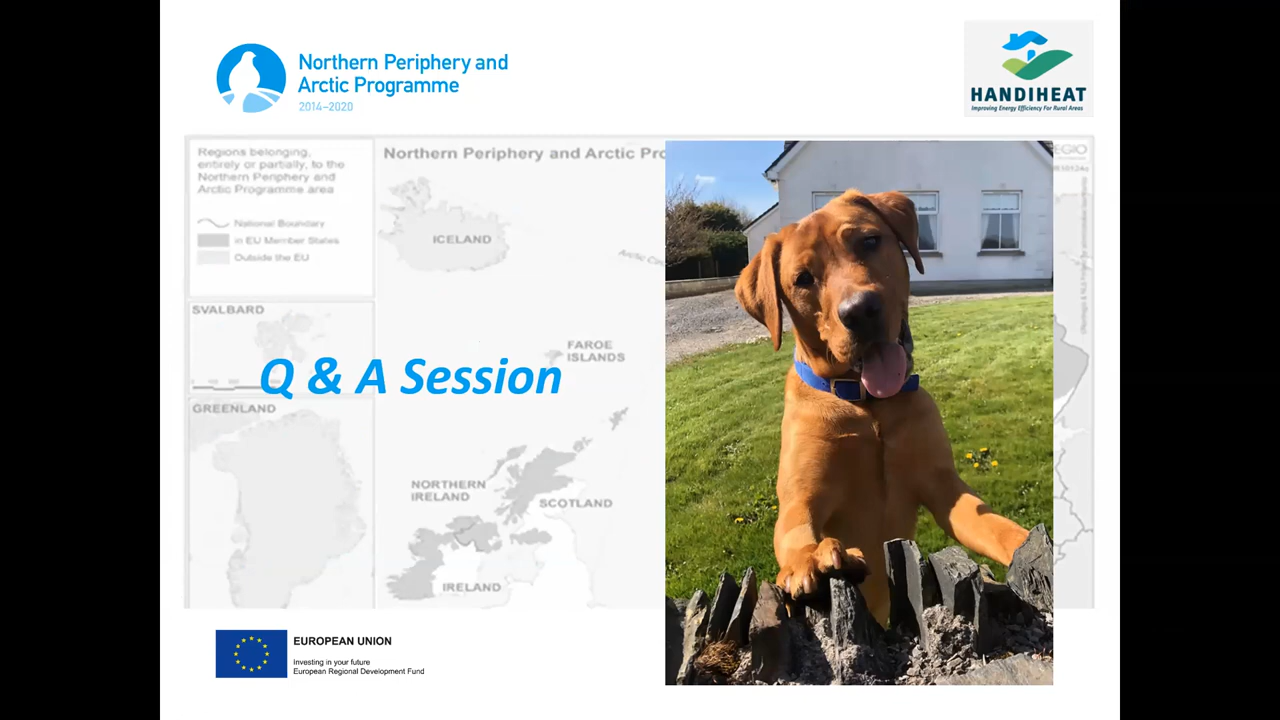 Northern Periphery and
Arctic Programme
2014–2020
HANDIHEAT
Improving Energy Efficiency For Rural Areas
Regions belonging,
entirely or partially, to the
Northern Periphery and
Arctic Programme area
National Boundary
in EU Member States
Outside the EU
Northern Periphery and Arctic Pro
EGIO
ICELAND
Arctic Circ
SVALBARD
FAROE
ISLANDS
Q & A Session
GREENLAND
NORTHERN
IRELAND
SCOTLAND
IRELAND
EUROPEAN UNION
Investing in your future
European Regional Development Fund